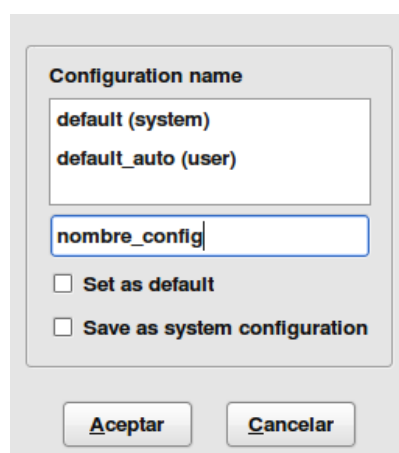 Configuration name
default (system)
default_auto (user)
nombre_config
Set as default
Save as system configuration
Aceptar
Cancelar